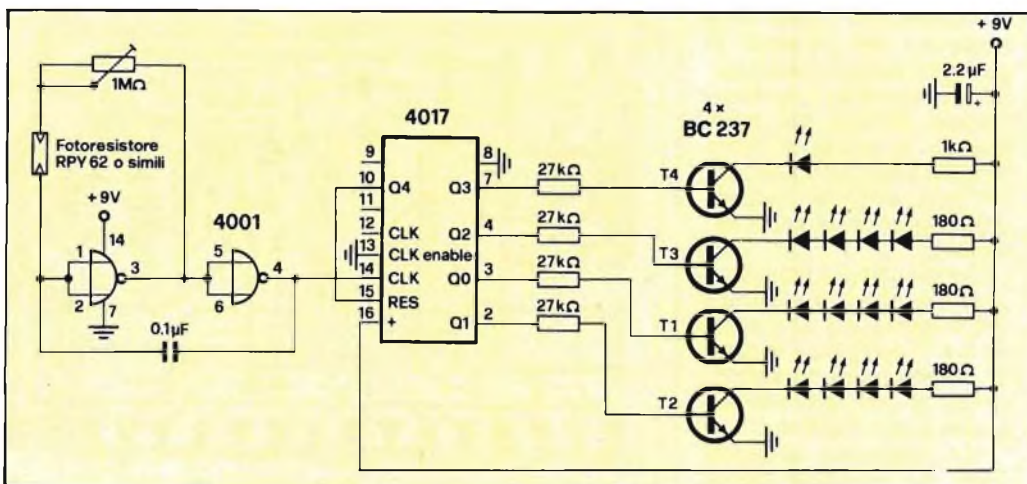 + 9V
1MΩ
2.2 µF
+
4 ×
BC 237
4017
Fotoresistore
RPY 62 o simili
+ 9V
4001
9
10 Q4
11
12 CLK
13 CLK enable
14 CLK
15 RES
16 +
8
Q3 7
Q2 4
Q0 3
Q1 2
27kΩ
27kΩ
27kΩ
27kΩ
T4
T3
T1
T2
1kΩ
180Ω
180Ω
180Ω
14
1
2
3
7
5
6
4
0.1µF